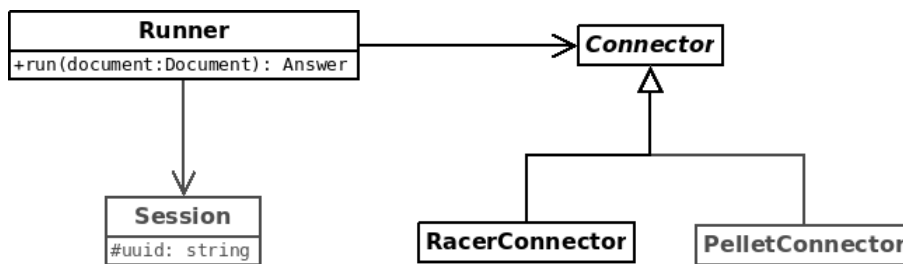 Runner
+run(document:Document): Answer
Connector
Session
#uuid: string
RacerConnector
PelletConnector